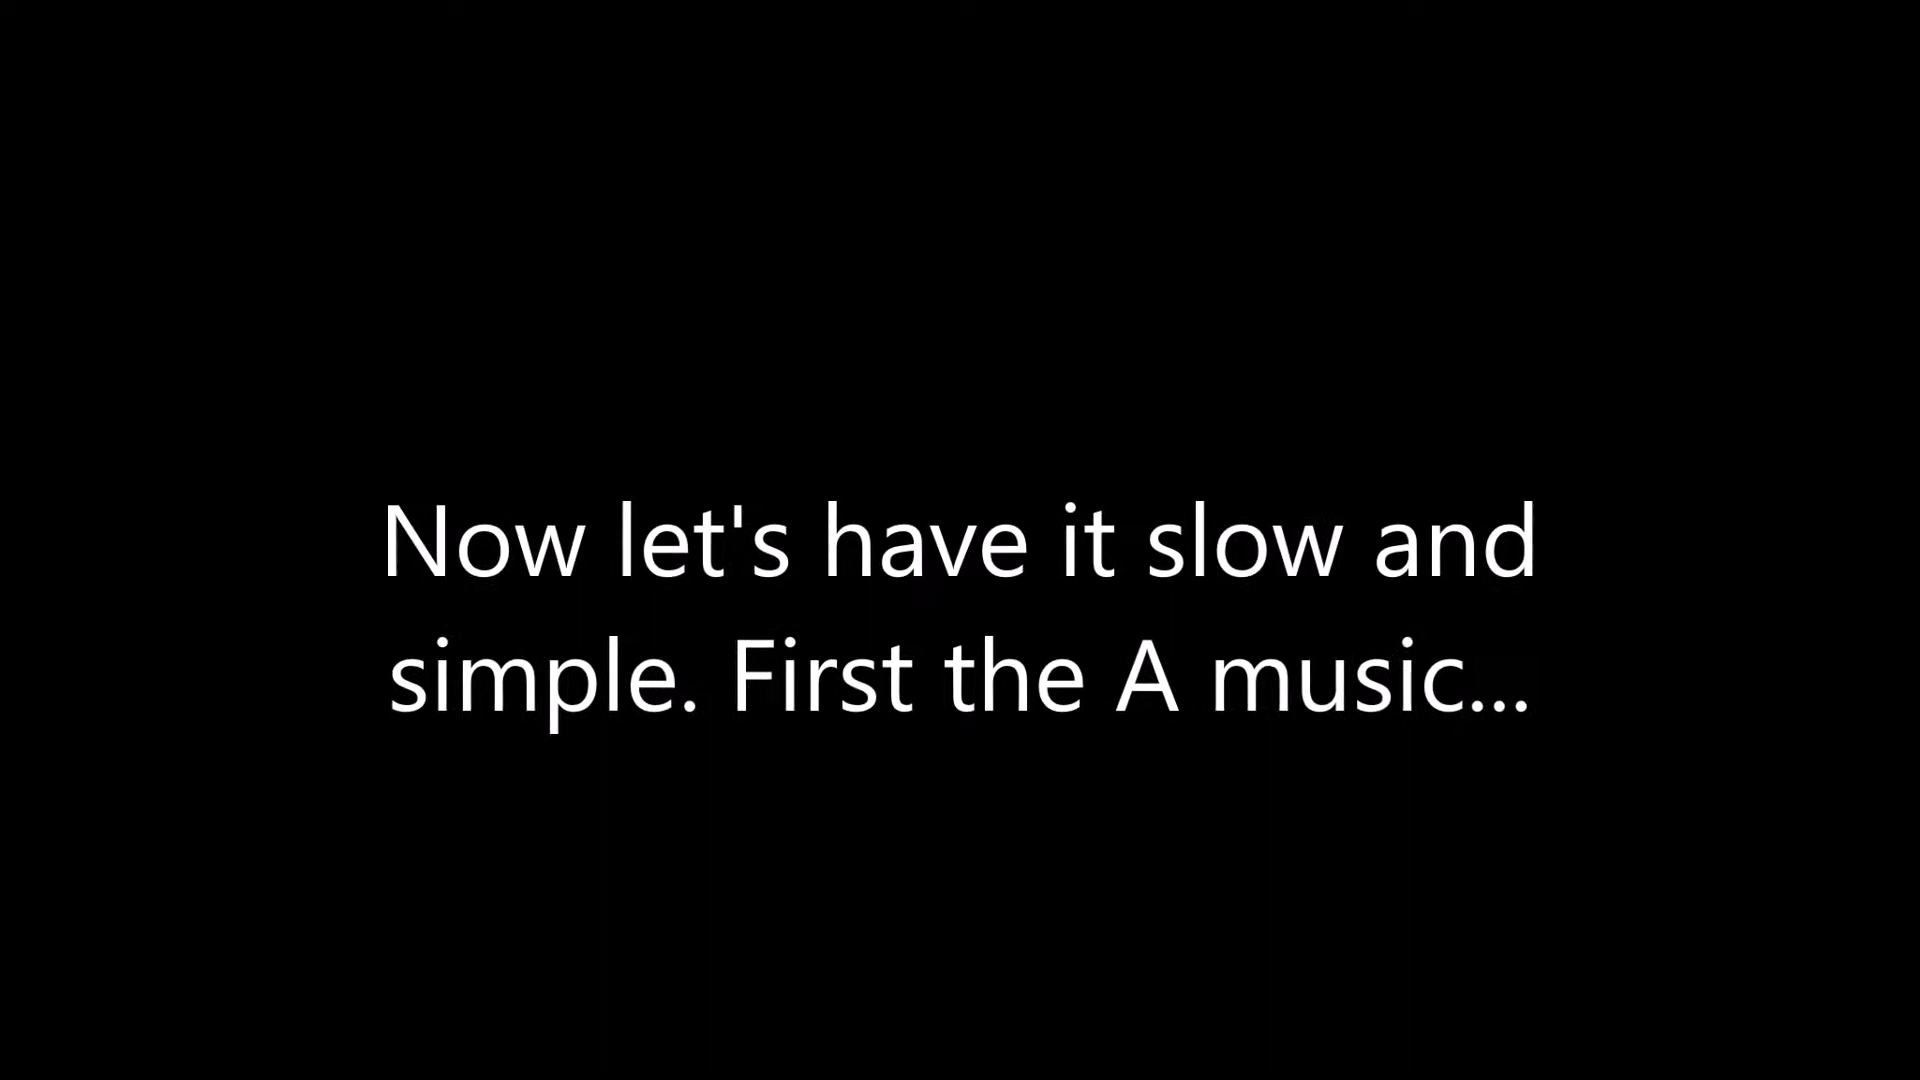 Now let's have it slow and
simple. First the A music...